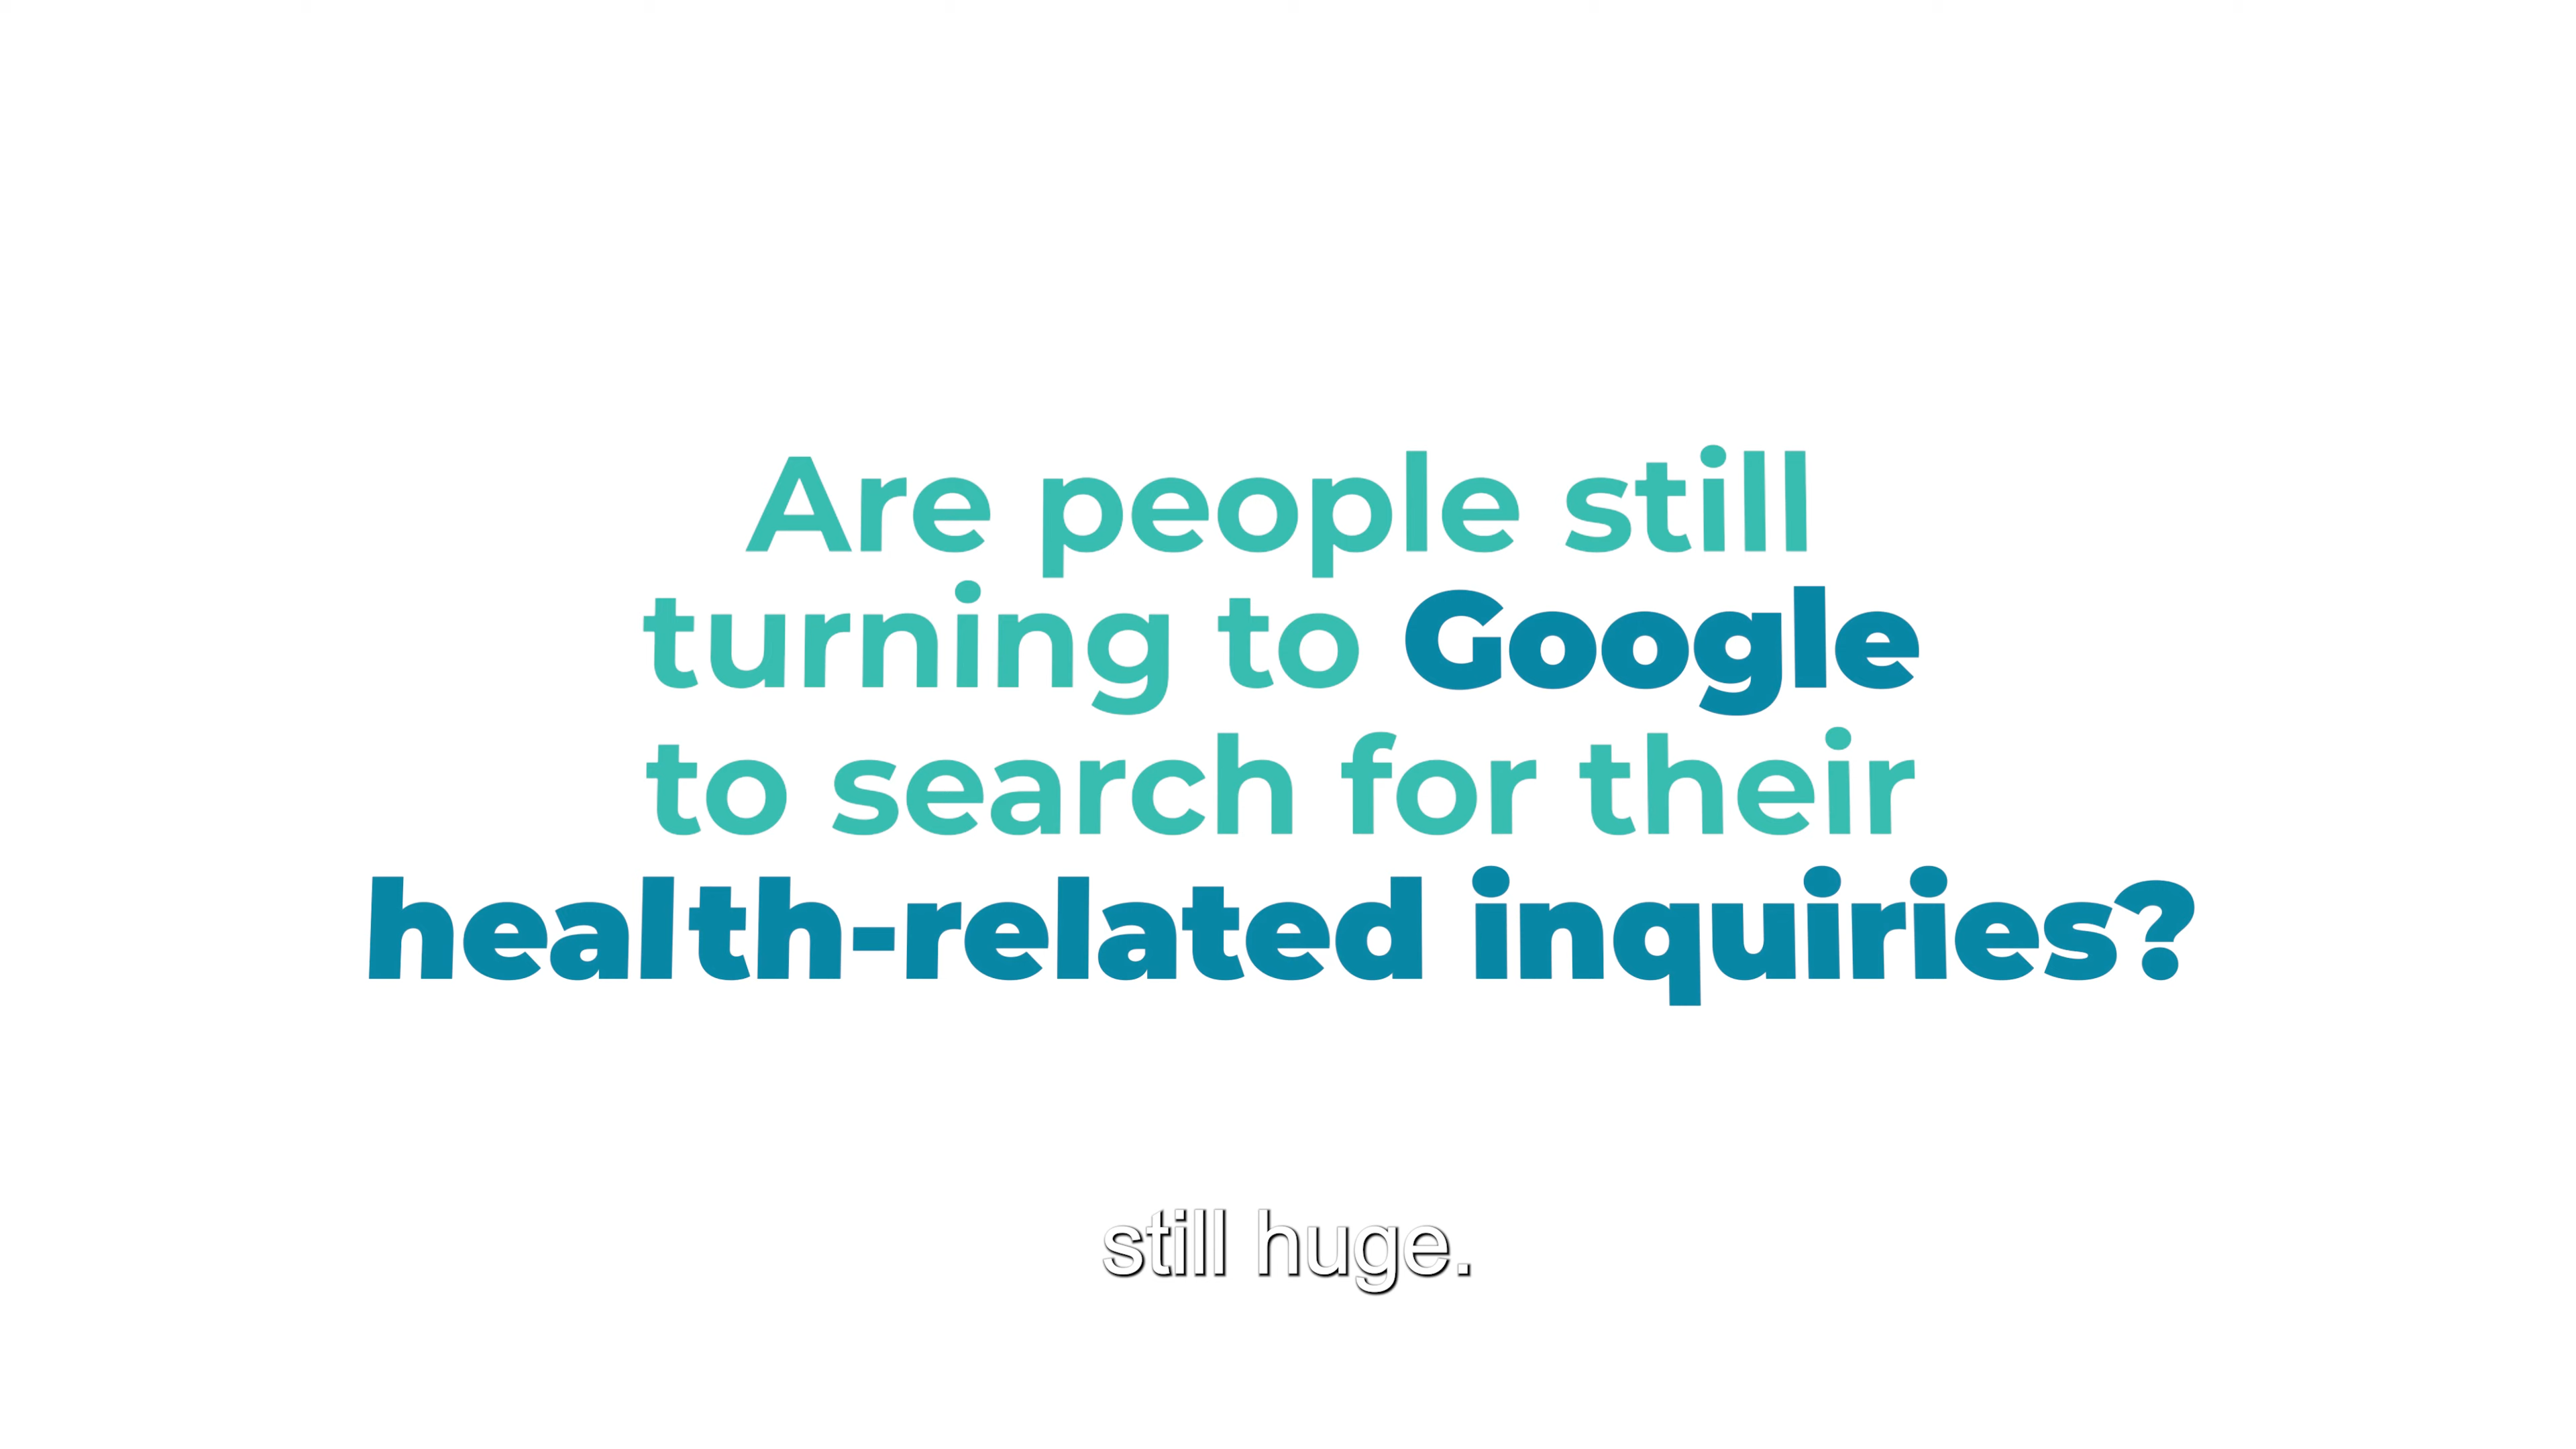 Are people still
turning to Google
to search for their
health-related inquiries?
still huge.